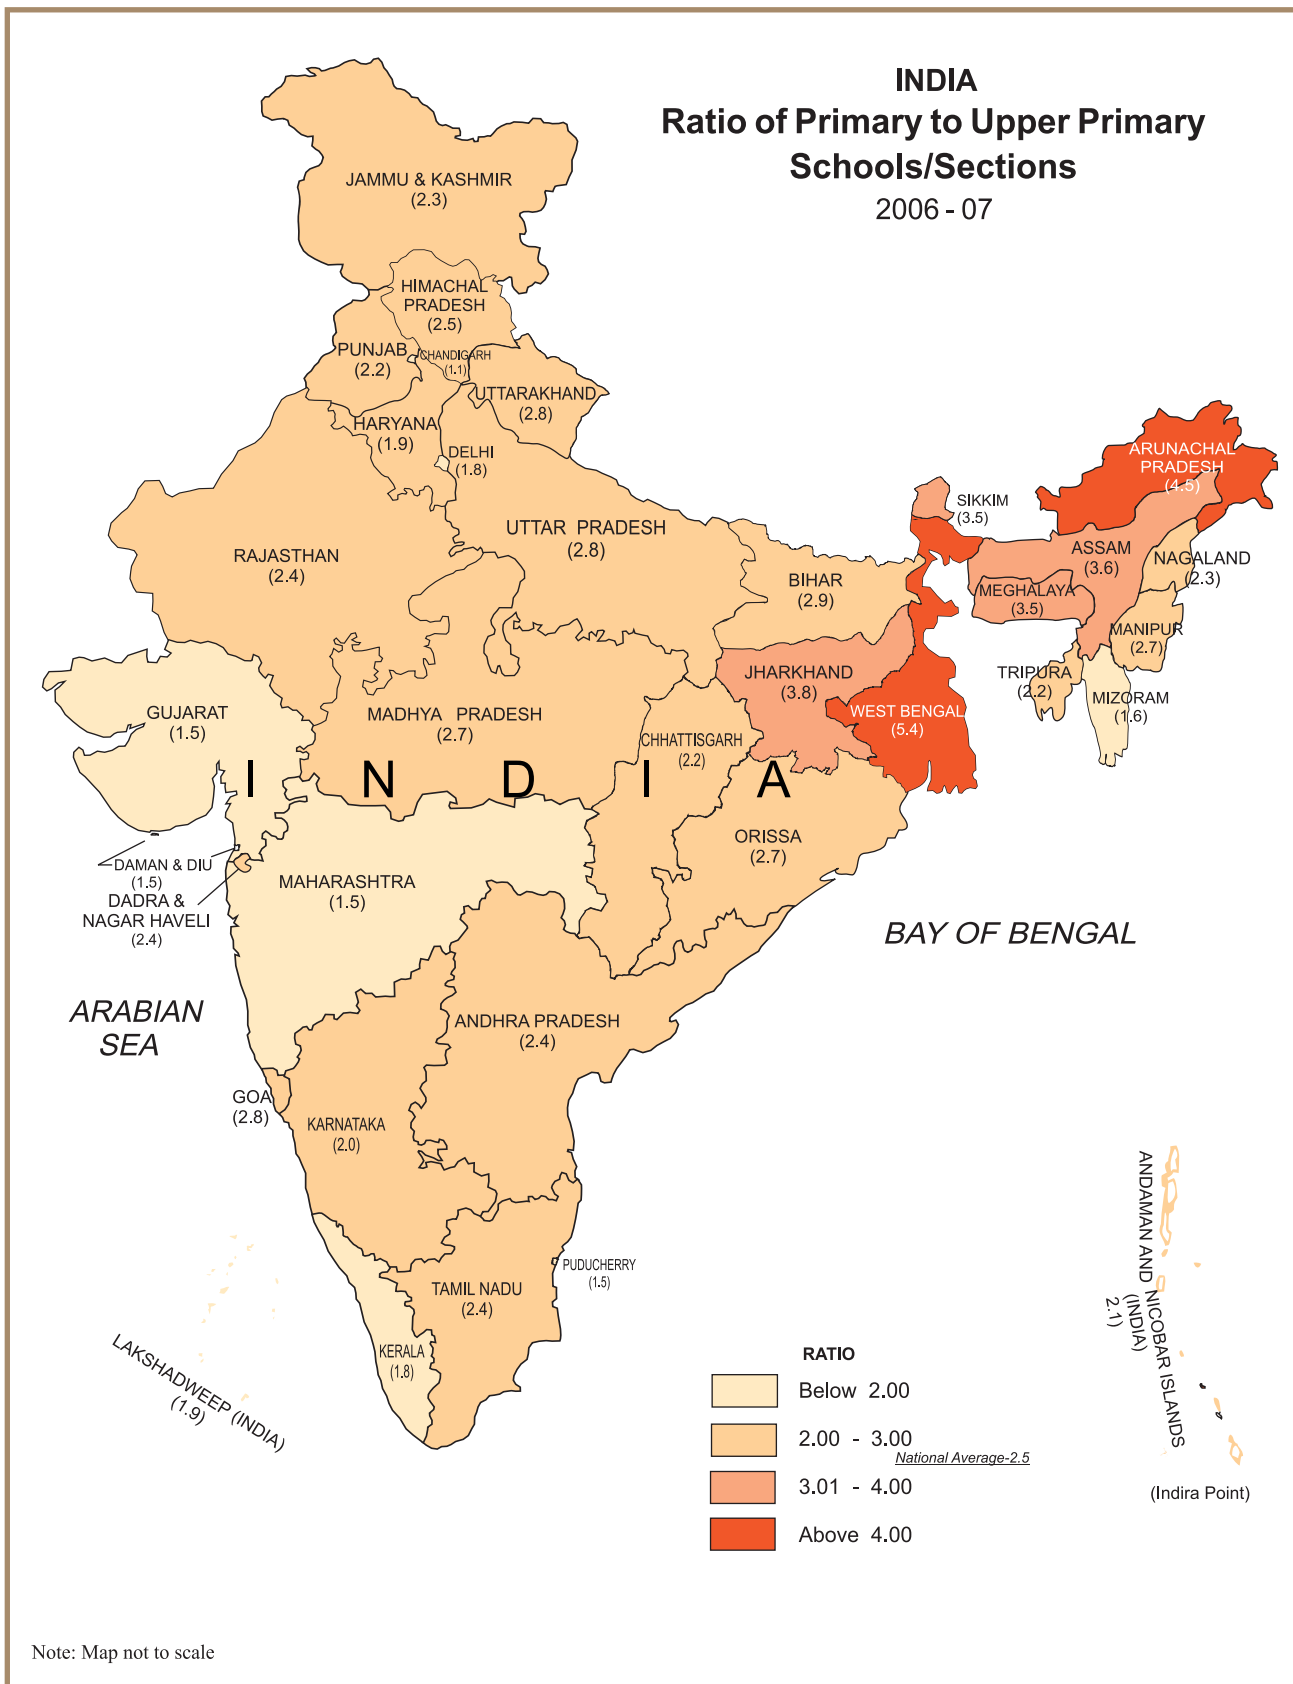 INDIA
Ratio of Primary to Upper Primary
Schools/Sections
2006 - 07
JAMMU & KASHMIR
(2.3)
HIMACHAL
PRADESH
(2.5)
PUNJAB
(2.2)
CHANDIGARH
(1.1)
UTTARAKHAND
(2.8)
HARYANA
(1.9)
DELHI
(1.8)
ARUNACHAL
PRADESH
(4.5)
SIKKIM
(3.5)
UTTAR PRADESH
(2.8)
RAJASTHAN
(2.4)
BIHAR
(2.9)
ASSAM
(3.6)
NAGALAND
(2.3)
MEGHALAYA
(3.5)
MANIPUR
(2.7)
TRIPURA
(2.2)
MIZORAM
(1.6)
JHARKHAND
(3.8)
WEST BENGAL
(5.4)
GUJARAT
(1.5)
MADHYA PRADESH
(2.7)
CHHATTISGARH
(2.2)
I N D I A
ORISSA
(2.7)
DAMAN & DIU
(1.5)
DADRA &
NAGAR HAVELI
(2.4)
MAHARASHTRA
(1.5)
BAY OF BENGAL
ARABIAN
SEA
ANDHRA PRADESH
(2.4)
GOA
(2.8)
KARNATAKA
(2.0)
PUDUCHERRY
(1.5)
TAMIL NADU
(2.4)
KERALA
(1.8)
LAKSHADWEEP (INDIA)
(1.9)
ANDAMAN AND NICOBAR ISLANDS
(INDIA)
2.1)
(Indira Point)
RATIO
Below 2.00
2.00 - 3.00
National Average-2.5
3.01 - 4.00
Above 4.00
Note: Map not to scale